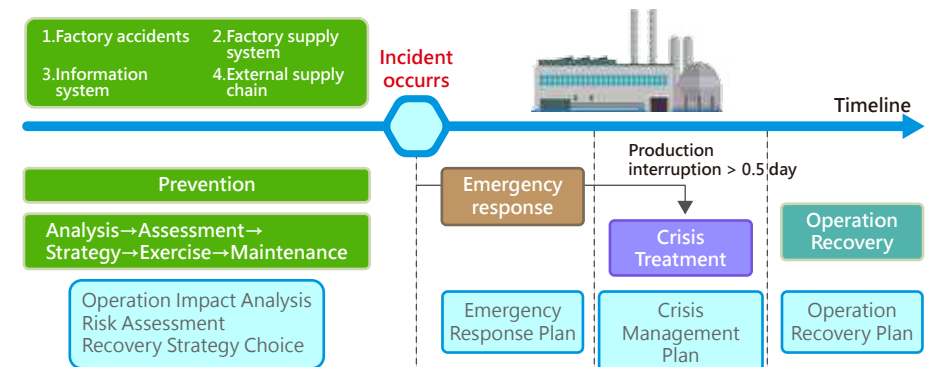 1.Factory accidents
2.Factory supply
system
3.Information
system
4.External supply
chain
Incident
occurrs
Timeline
Production
interruption > 0.5 day
Prevention
Analysis→Assessment→
Strategy→Exercise→Maintenance
Operation Impact Analysis
Risk Assessment
Recovery Strategy Choice
Emergency
response
Crisis
Treatment
Operation
Recovery
Emergency
Response Plan
Crisis
Management
Plan
Operation
Recovery Plan